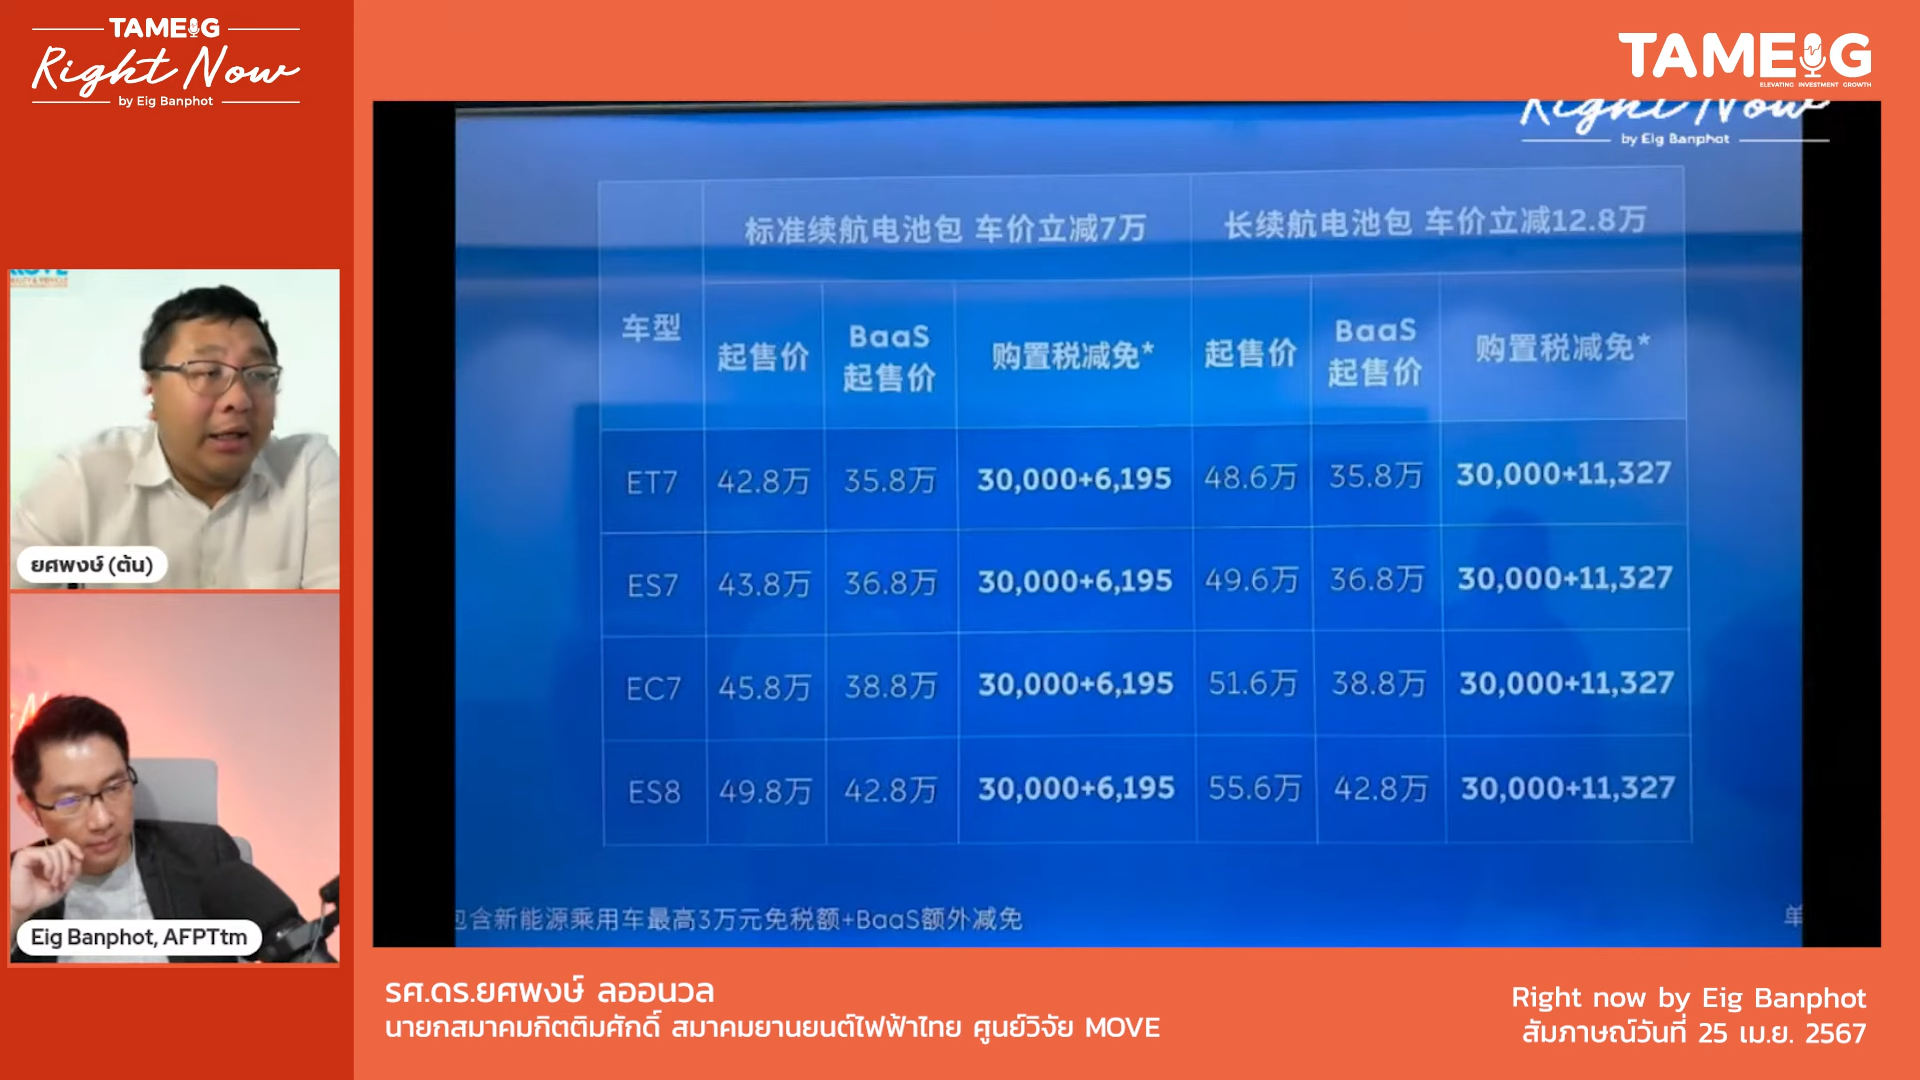 TAMEIG
Right Now
by Eig Banphot
TAMEIG
ELEVATING INVESTMENT GROWTH
Right Now
by Eig Banphot
标准续航电池包 车价立减7万
长续航电池包 车价立减12.8万
车型
起售价
BaaS
起售价
购置税减免*
起售价
BaaS
起售价
购置税减免*
ET7 42.8万 35.8万 30,000+6,195 48.6万 35.8万 30,000+11,327
ES7 43.8万 36.8万 30,000+6,195 49.6万 36.8万 30,000+11,327
EC7 45.8万 38.8万 30,000+6,195 51.6万 38.8万 30,000+11,327
ES8 49.8万 42.8万 30,000+6,195 55.6万 42.8万 30,000+11,327
包含新能源乘用车最高3万元免税额+BaaS额外减免
单
ยศพงษ์ (ต้น)
Eig Banphot, AFPTtm
รศ.ดร.ยศพงษ์ ลออนวล
นายกสมาคมกิตติมศักดิ์ สมาคมยานยนต์ไฟฟ้าไทย ศูนย์วิจัย MOVE
Right now by Eig Banphot
สัมภาษณ์วันที่ 25 เม.ย. 2567